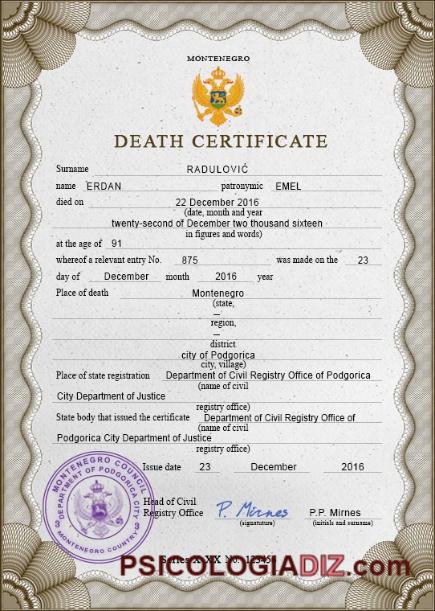 MONTENEGRO
DEATH CERTIFICATE
Surname RADULOVIĆ
name ERDAN patronymic EMEL
died on 22 December 2016
(date, month and year
twenty-second of December two thousand sixteen
in figures and words)
at the age of 91
whereof a relevant entry No. 875 was made on the 23
day of December month 2016 year
Place of death Montenegro
(state,
—
region,
—
district
city of Podgorica
city, village)
Place of state registration Department of Civil Registry Office of Podgorica
(name of civil
City Department of Justice
registry office)
State body that issued the certificate Department of Civil Registry Office of
(name of civil
Podgorica City Department of Justice
registry office)
Issue date 23 December 2016
MONTENEGRO COUNCIL
DEPARTMENT OF PODGORICA CITY
MONTENEGRO COUNTRY
Head of Civil
Registry Office P. Mirnes P.P. Mirnes
(signature) (initials and surname)
Series X-XX No. 123456
PSICOLOGIADIZ.com